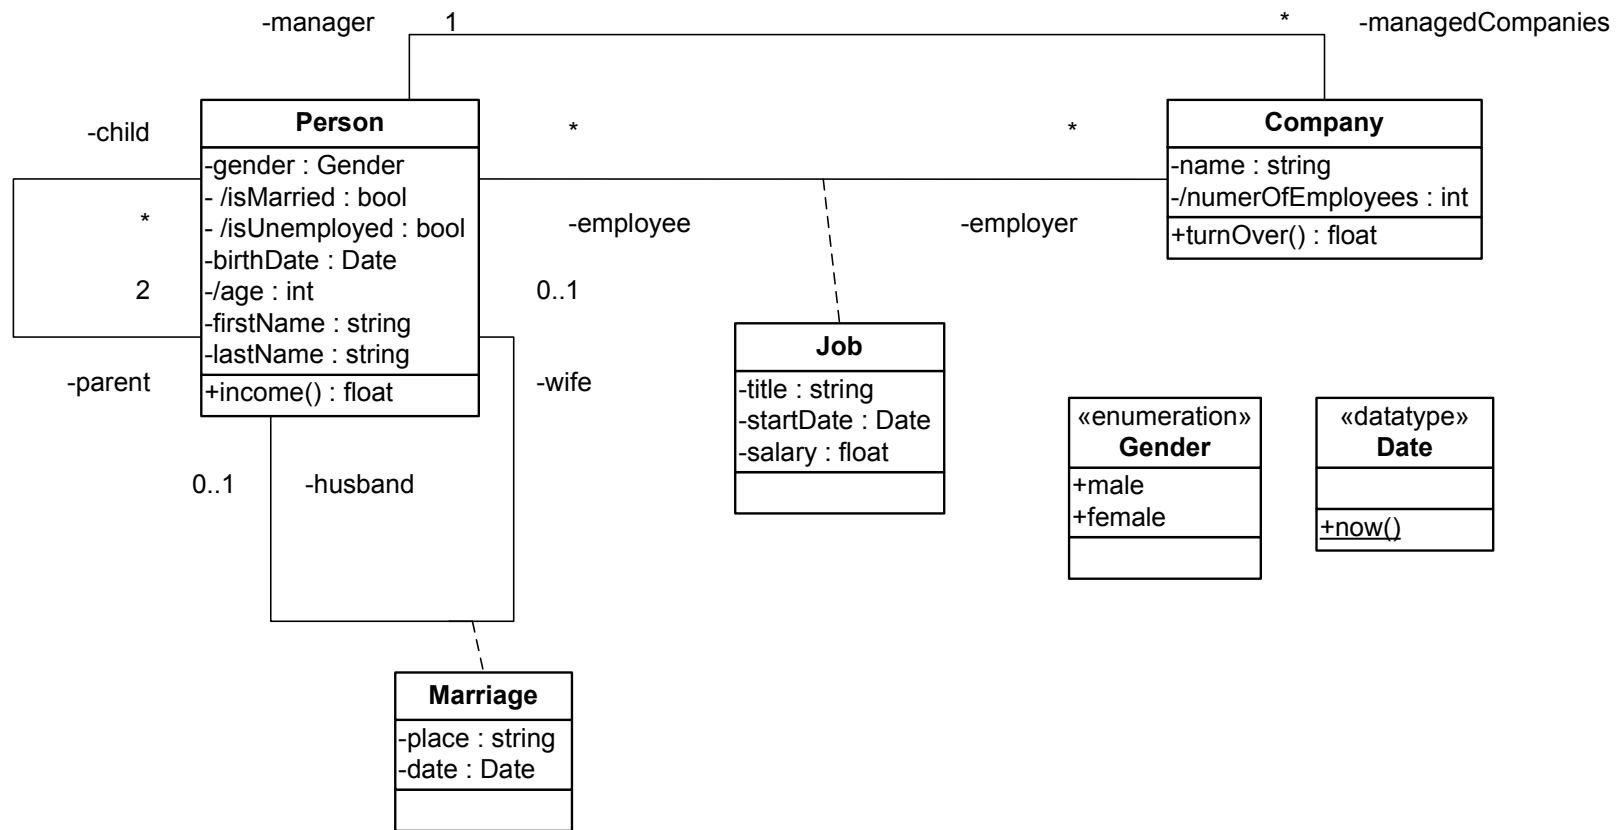 -manager 1 * -managedCompanies
Person
-gender : Gender
- /isMarried : bool
- /isUnemployed : bool
-birthDate : Date
-/age : int
-firstName : string
-lastName : string
+income() : float
-child
*
2
-parent
*
*
-employee
-employer
Company
-name : string
-/numerOfEmployees : int
+turnOver() : float
0..1
-wife
0..1 -husband
Job
-title : string
-startDate : Date
-salary : float
«enumeration»
Gender
+male
+female
«datatype»
Date
+now()
Marriage
-place : string
-date : Date